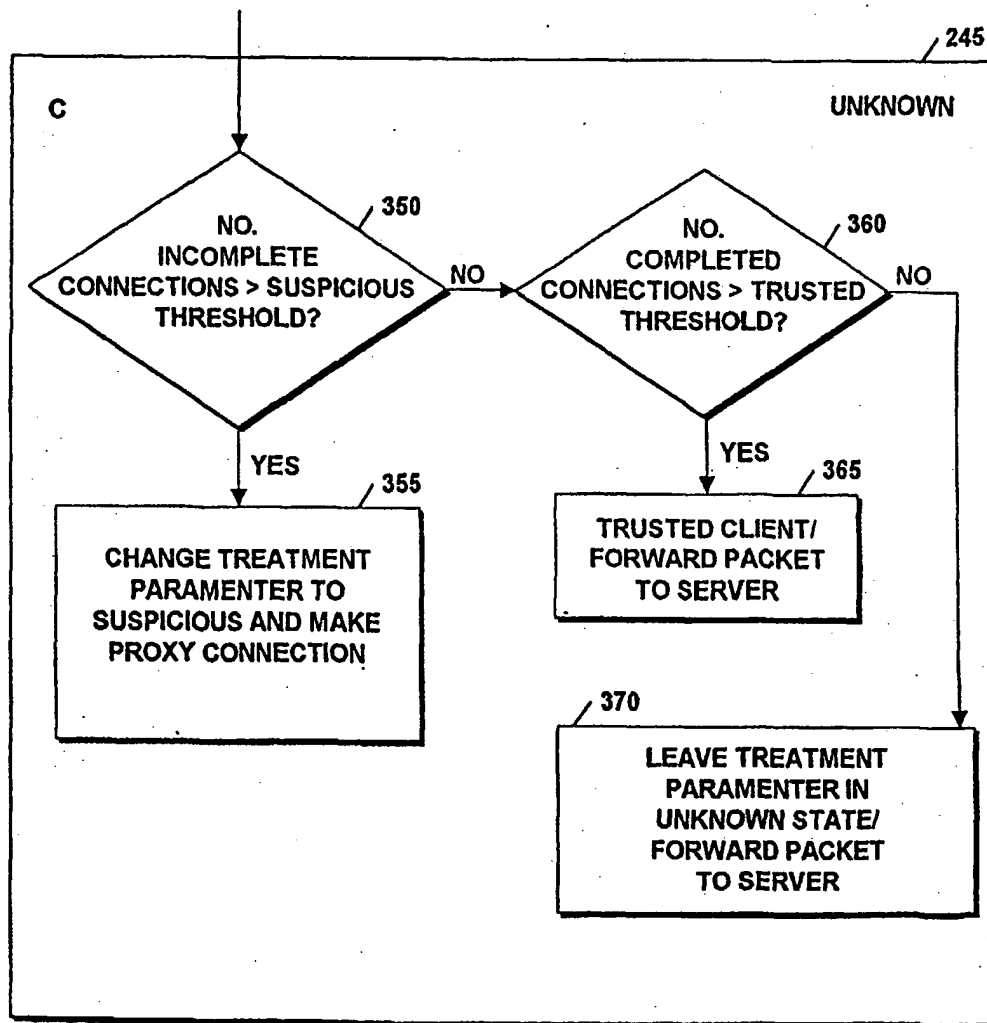 245
C
UNKNOWN
NO.
INCOMPLETE
CONNECTIONS > SUSPICIOUS
THRESHOLD?
350
NO
NO.
COMPLETED
CONNECTIONS > TRUSTED
THRESHOLD?
360
NO
YES
355
CHANGE TREATMENT
PARAMENTER TO
SUSPICIOUS AND MAKE
PROXY CONNECTION
YES
365
TRUSTED CLIENT/
FORWARD PACKET
TO SERVER
370
LEAVE TREATMENT
PARAMENTER IN
UNKNOWN STATE/
FORWARD PACKET
TO SERVER